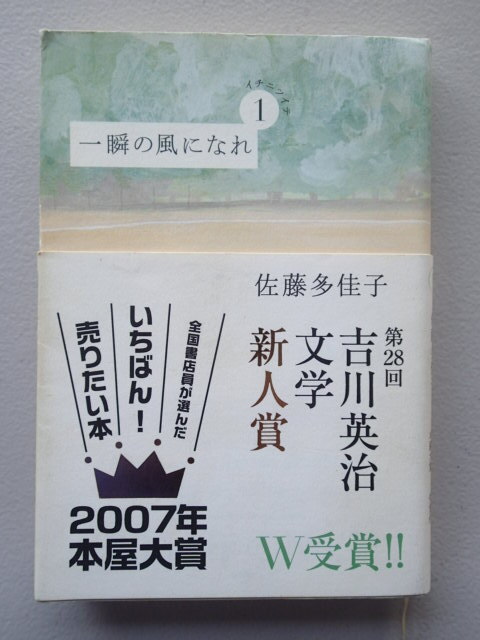 イチニツイテ
1
一瞬の風になれ
佐藤多佳子
第28回
吉川英治
文学
新人賞
全国書店員が選んだ
いちばん!
売りたい本
2007年
本屋大賞
W受賞!!